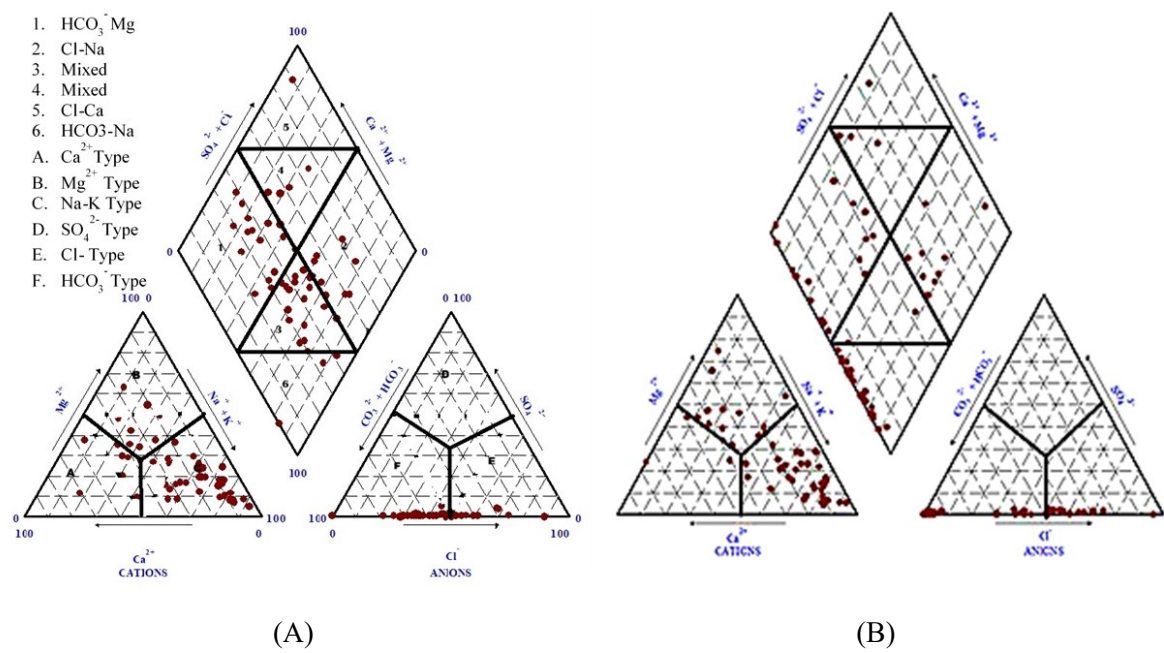 1. HCO₃⁻ Mg
2. Cl-Na
3. Mixed
4. Mixed
5. Cl-Ca
6. HCO3-Na
A. Ca²⁺ Type
B. Mg²⁺ Type
C. Na-K Type
D. SO₄²⁻ Type
E. Cl- Type
F. HCO₃⁻ Type
100
SO₄²⁻ + Cl⁻
Ca²⁺ + Mg²⁺
5
4
0
1
2
0
3
6
100
100 0
Mg²⁺
Na⁺ + K⁺
B
A
0
100
100
0
Ca²⁺
CATIONS
0 100
CO₃²⁻ + HCO₃⁻
SO₄²⁻
D
F
E
100
0
100
0
Cl⁻
ANIONS
(A)
SO₄²⁻ + Cl⁻
Ca²⁺ + Mg²⁺
Mg²⁺
Na⁺ + K⁺
Ca²⁺
CATIONS
CO₃²⁻ + HCO₃⁻
SO₄²⁻
Cl⁻
ANIONS
(B)